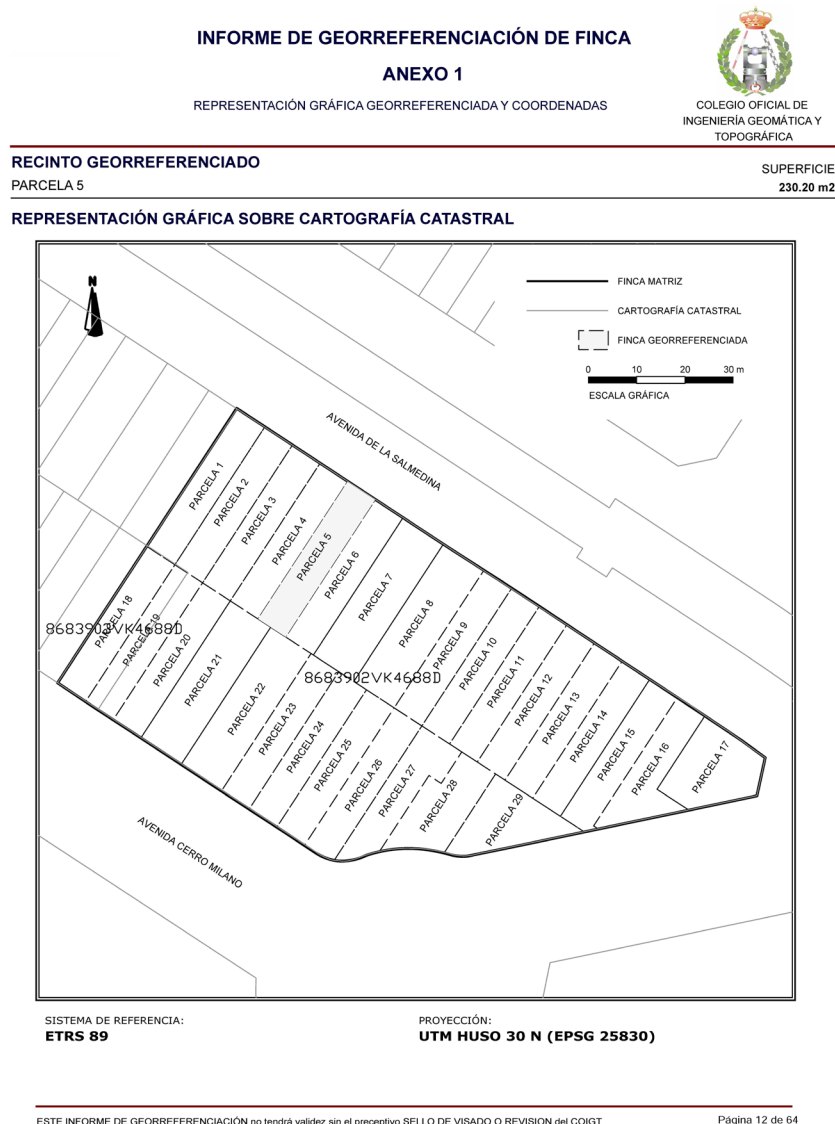 INFORME DE GEORREFERENCIACIÓN DE FINCA
ANEXO 1
REPRESENTACIÓN GRÁFICA GEORREFERENCIADA Y COORDENADAS
COLEGIO OFICIAL DE
INGENIERÍA GEOMÁTICA Y
TOPOGRÁFICA
RECINTO GEORREFERENCIADO
PARCELA 5
SUPERFICIE
230.20 m2
REPRESENTACIÓN GRÁFICA SOBRE CARTOGRAFÍA CATASTRAL
N
FINCA MATRIZ
CARTOGRAFÍA CATASTRAL
FINCA GEORREFERENCIADA
0 10 20 30 m
ESCALA GRÁFICA
AVENIDA DE LA SALMEDINA
PARCELA 1
PARCELA 2
PARCELA 3
PARCELA 4
PARCELA 5
PARCELA 6
PARCELA 7
PARCELA 8
PARCELA 9
PARCELA 10
PARCELA 11
PARCELA 12
PARCELA 13
PARCELA 14
PARCELA 15
PARCELA 16
PARCELA 17
PARCELA 18
PARCELA 19
PARCELA 20
PARCELA 21
PARCELA 22
PARCELA 23
PARCELA 24
PARCELA 25
PARCELA 26
PARCELA 27
PARCELA 28
PARCELA 29
8683902VK4688D
8683902VK4688D
AVENIDA CERRO MILANO
SISTEMA DE REFERENCIA:
ETRS 89
PROYECCIÓN:
UTM HUSO 30 N (EPSG 25830)
ESTE INFORME DE GEORREFERENCIACIÓN no tendrá validez sin el preceptivo SELLO DE VISADO O REVISION del COIGT
Página 12 de 64